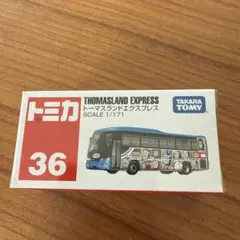 トミカ
36
THOMASLAND EXPRESS
トーマスランドエクスプレス
SCALE 1/171
TAKARA
TOMY